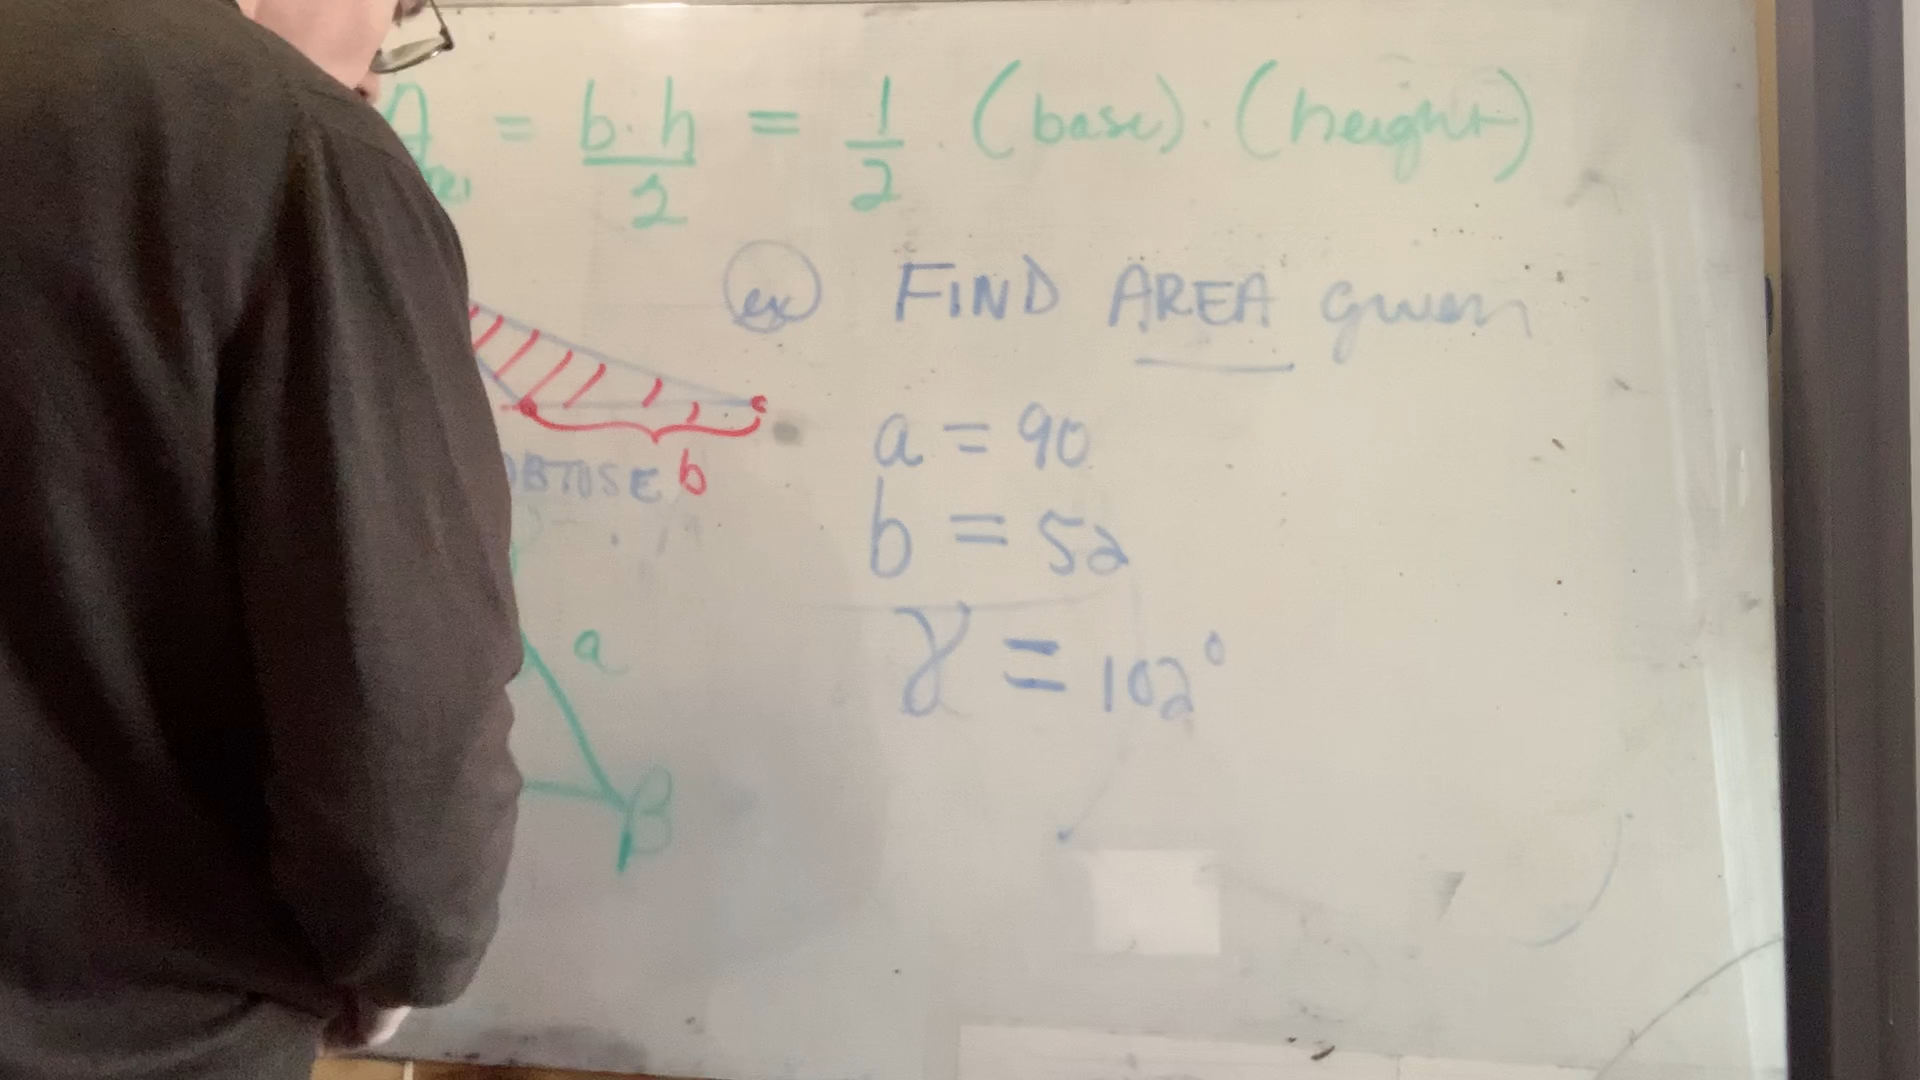 A = b·h/2 = 1/2 · (base) · (height)
ex FIND AREA given
a = 90
b = 52
γ = 102°
OBTUSE b
a
β